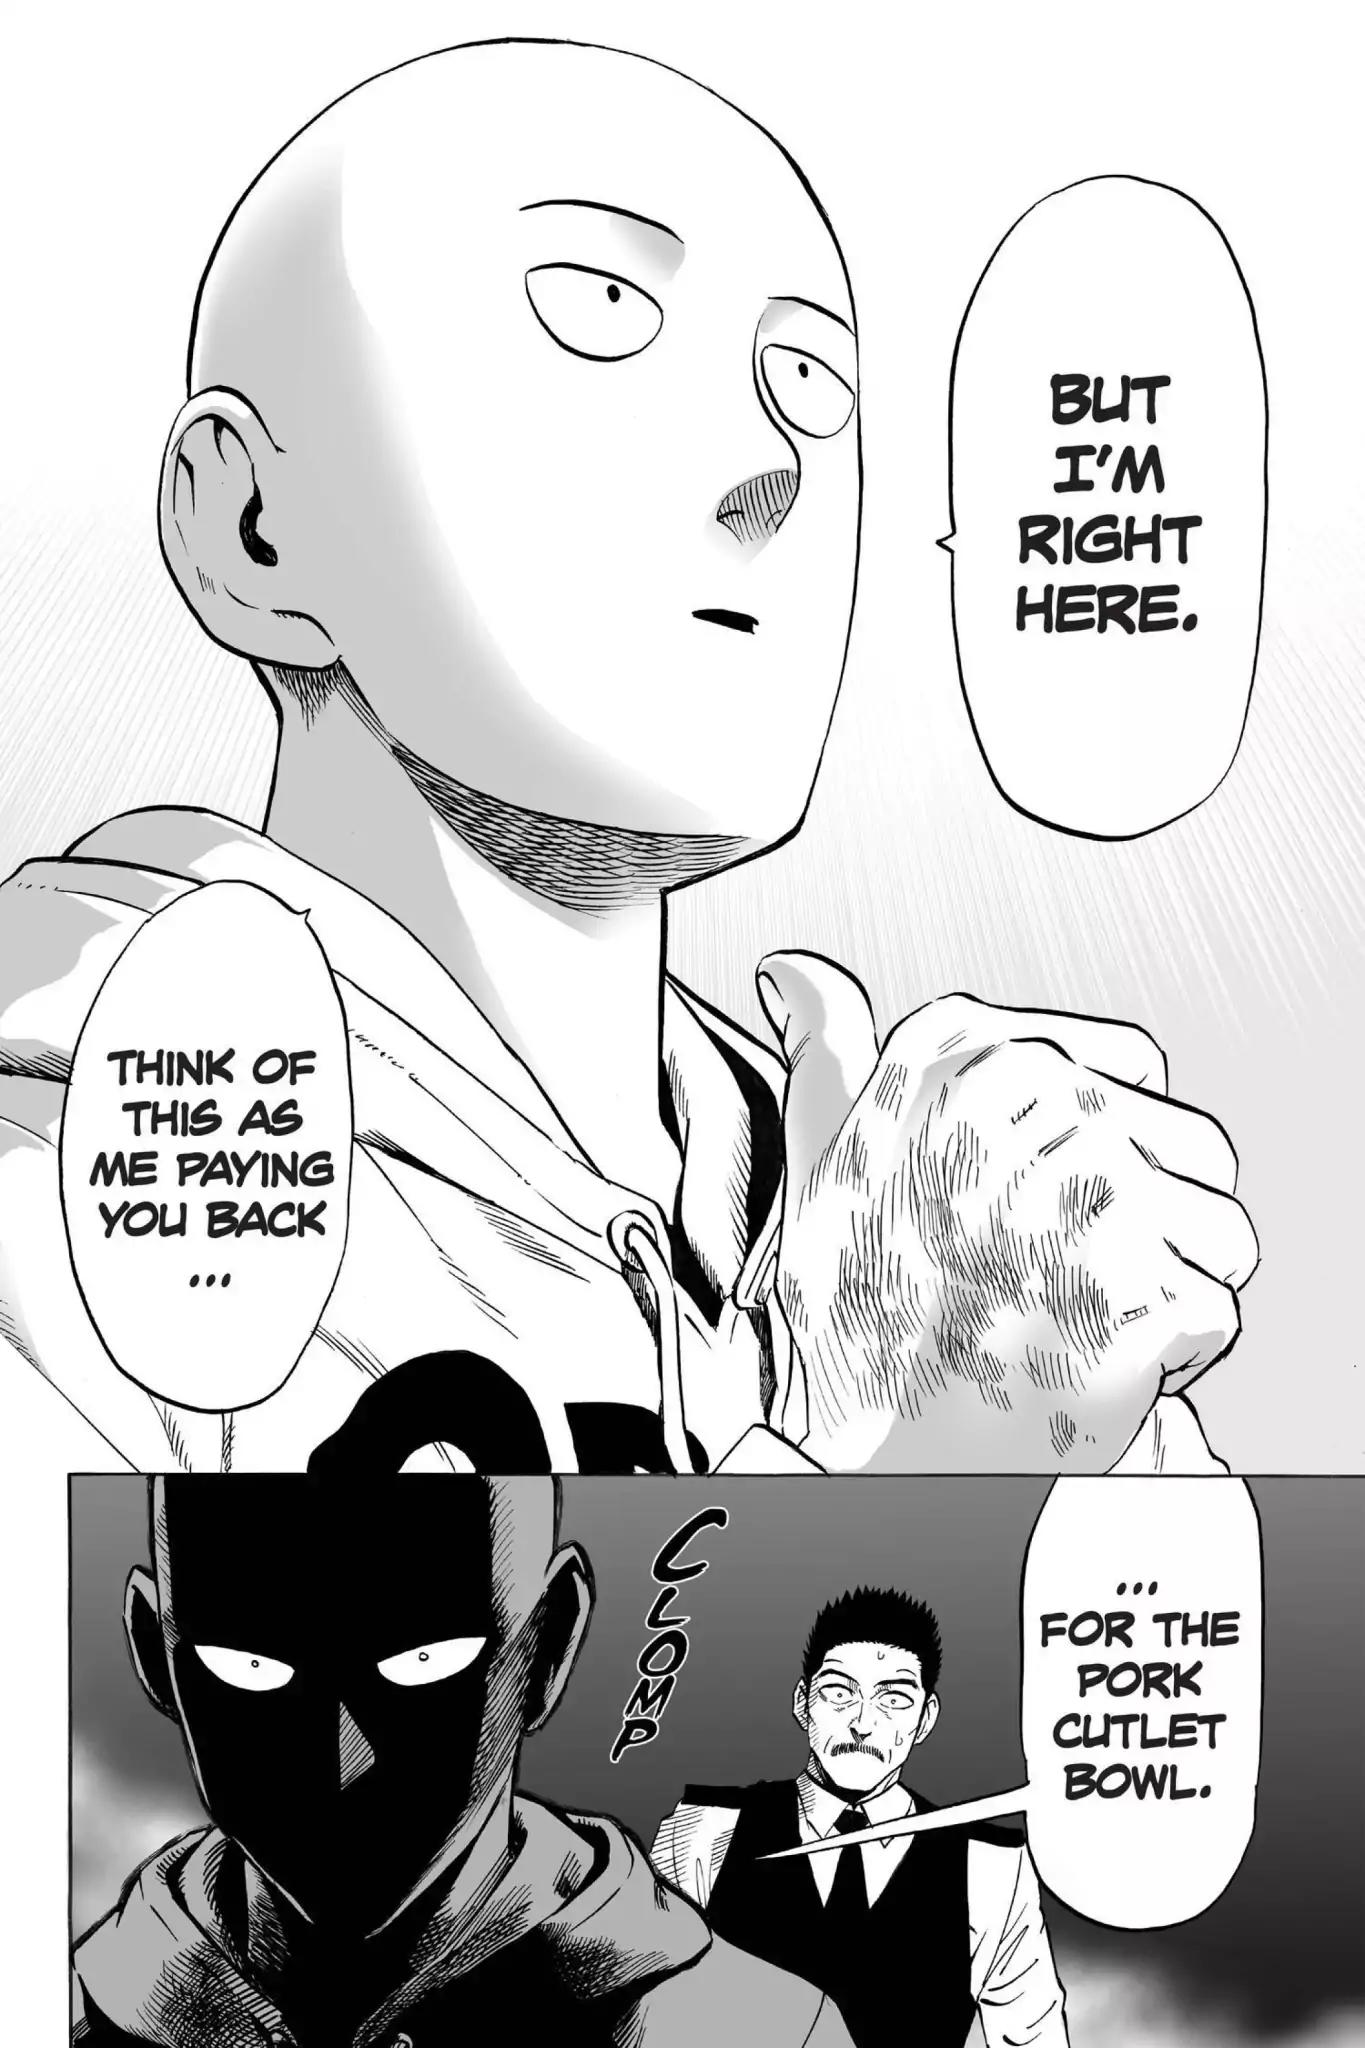 BUT
I'M
RIGHT
HERE.
THINK OF
THIS AS
ME PAYING
YOU BACK
...
CLOMP
...
FOR THE
PORK
CUTLET
BOWL.